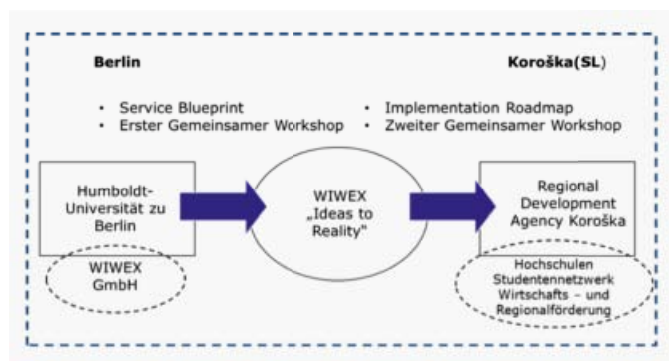 Berlin
Koroška(SL)
• Service Blueprint
• Erster Gemeinsamer Workshop
• Implementation Roadmap
• Zweiter Gemeinsamer Workshop
Humboldt-
Universität zu
Berlin
WIWEX
GmbH
WIWEX
„Ideas to
Reality“
Regional
Development
Agency Koroška
Hochschulen
Studentennetzwerk
Wirtschafts – und
Regionalförderung